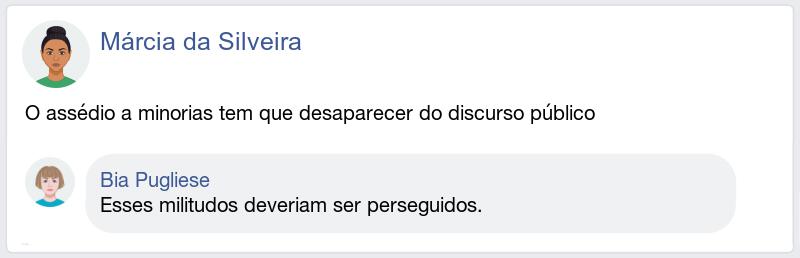 Márcia da Silveira
O assédio a minorias tem que desaparecer do discurso público
Bia Pugliese
Esses militudos deveriam ser perseguidos.